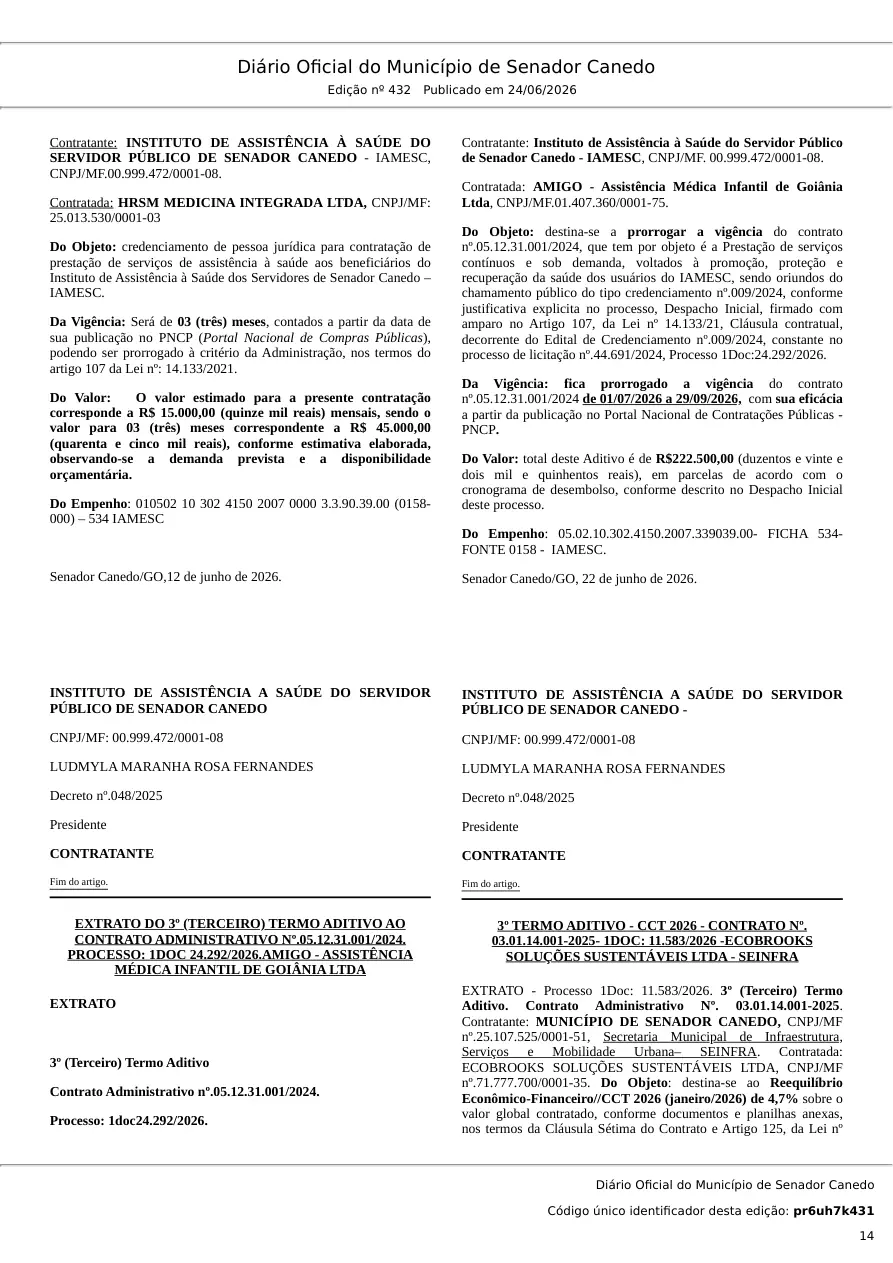 Diário Oficial do Município de Senador Canedo
Edição nº 432   Publicado em 24/06/2026
Contratante: INSTITUTO DE ASSISTÊNCIA À SAÚDE DO
SERVIDOR PÚBLICO DE SENADOR CANEDO - IAMESC,
CNPJ/MF.00.999.472/0001-08.
Contratada: HRSM MEDICINA INTEGRADA LTDA, CNPJ/MF:
25.013.530/0001-03
Do Objeto: credenciamento de pessoa jurídica para contratação de
prestação de serviços de assistência à saúde aos beneficiários do
Instituto de Assistência à Saúde dos Servidores de Senador Canedo –
IAMESC.
Da Vigência: Será de 03 (três) meses, contados a partir da data de
sua publicação no PNCP (Portal Nacional de Compras Públicas),
podendo ser prorrogado à critério da Administração, nos termos do
artigo 107 da Lei nº: 14.133/2021.
Do Valor:   O valor estimado para a presente contratação
corresponde a R$ 15.000,00 (quinze mil reais) mensais, sendo o
valor para 03 (três) meses correspondente a R$ 45.000,00
(quarenta e cinco mil reais), conforme estimativa elaborada,
observando-se a demanda prevista e a disponibilidade
orçamentária.
Do Empenho: 010502 10 302 4150 2007 0000 3.3.90.39.00 (0158-
000) – 534 IAMESC
Senador Canedo/GO,12 de junho de 2026.
INSTITUTO DE ASSISTÊNCIA A SAÚDE DO SERVIDOR
PÚBLICO DE SENADOR CANEDO
CNPJ/MF: 00.999.472/0001-08
LUDMYLA MARANHA ROSA FERNANDES
Decreto nº.048/2025
Presidente
CONTRATANTE
Fim do artigo.
EXTRATO DO 3º (TERCEIRO) TERMO ADITIVO AO
CONTRATO ADMINISTRATIVO Nº.05.12.31.001/2024.
PROCESSO: 1DOC 24.292/2026.AMIGO - ASSISTÊNCIA
MÉDICA INFANTIL DE GOIÂNIA LTDA
EXTRATO
3º (Terceiro) Termo Aditivo
Contrato Administrativo nº.05.12.31.001/2024.
Processo: 1doc24.292/2026.
Contratante: Instituto de Assistência à Saúde do Servidor Público
de Senador Canedo - IAMESC, CNPJ/MF. 00.999.472/0001-08.
Contratada: AMIGO - Assistência Médica Infantil de Goiânia
Ltda, CNPJ/MF.01.407.360/0001-75.
Do Objeto: destina-se a prorrogar a vigência do contrato
nº.05.12.31.001/2024, que tem por objeto é a Prestação de serviços
contínuos e sob demanda, voltados à promoção, proteção e
recuperação da saúde dos usuários do IAMESC, sendo oriundos do
chamamento público do tipo credenciamento nº.009/2024, conforme
justificativa explicita no processo, Despacho Inicial, firmado com
amparo no Artigo 107, da Lei nº 14.133/21, Cláusula contratual,
decorrente do Edital de Credenciamento nº.009/2024, constante no
processo de licitação nº.44.691/2024, Processo 1Doc:24.292/2026.
Da Vigência: fica prorrogado a vigência do contrato
nº.05.12.31.001/2024 de 01/07/2026 a 29/09/2026,  com sua eficácia
a partir da publicação no Portal Nacional de Contratações Públicas -
PNCP.
Do Valor: total deste Aditivo é de R$222.500,00 (duzentos e vinte e
dois mil e quinhentos reais), em parcelas de acordo com o
cronograma de desembolso, conforme descrito no Despacho Inicial
deste processo.
Do Empenho: 05.02.10.302.4150.2007.339039.00- FICHA 534-
FONTE 0158 -  IAMESC.
Senador Canedo/GO, 22 de junho de 2026.
INSTITUTO DE ASSISTÊNCIA A SAÚDE DO SERVIDOR
PÚBLICO DE SENADOR CANEDO -
CNPJ/MF: 00.999.472/0001-08
LUDMYLA MARANHA ROSA FERNANDES
Decreto nº.048/2025
Presidente
CONTRATANTE
Fim do artigo.
3º TERMO ADITIVO - CCT 2026 - CONTRATO Nº.
03.01.14.001-2025- 1DOC: 11.583/2026 -ECOBROOKS
SOLUÇÕES SUSTENTÁVEIS LTDA - SEINFRA
EXTRATO - Processo 1Doc: 11.583/2026. 3º (Terceiro) Termo
Aditivo. Contrato Administrativo Nº. 03.01.14.001-2025.
Contratante: MUNICÍPIO DE SENADOR CANEDO, CNPJ/MF
nº.25.107.525/0001-51, Secretaria Municipal de Infraestrutura,
Serviços e Mobilidade Urbana– SEINFRA. Contratada:
ECOBROOKS SOLUÇÕES SUSTENTÁVEIS LTDA, CNPJ/MF
nº.71.777.700/0001-35. Do Objeto: destina-se ao Reequilíbrio
Econômico-Financeiro//CCT 2026 (janeiro/2026) de 4,7% sobre o
valor global contratado, conforme documentos e planilhas anexas,
nos termos da Cláusula Sétima do Contrato e Artigo 125, da Lei nº
Diário Oficial do Município de Senador Canedo
Código único identificador desta edição: pr6uh7k431
14